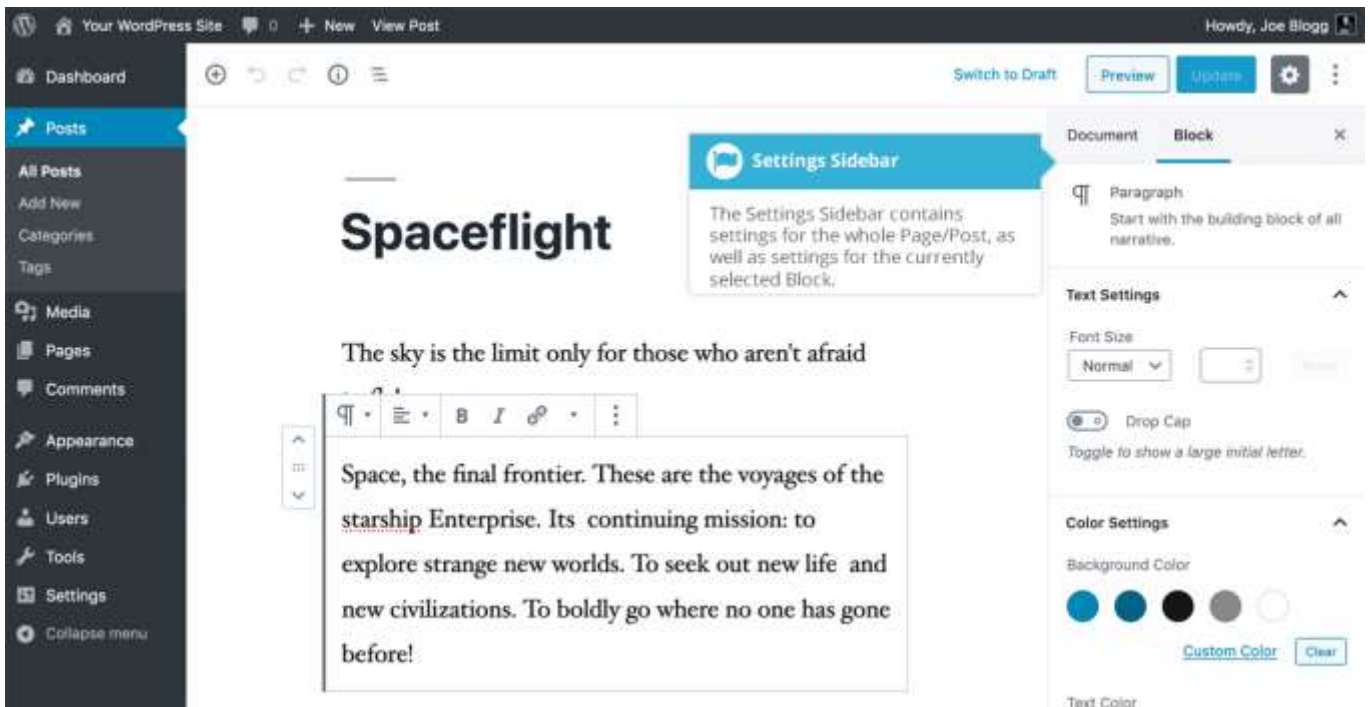 Your WordPress Site 0 + New View Post Howdy, Joe Blogg
Dashboard
Posts
All Posts
Add New
Categories
Tags
Media
Pages
Comments
Appearance
Plugins
Users
Tools
Settings
Collapse menu
Switch to Draft Preview Update
Settings Sidebar
The Settings Sidebar contains
settings for the whole Page/Post, as
well as settings for the currently
selected Block.
Spaceflight
The sky is the limit only for those who aren't afraid
B I
Space, the final frontier. These are the voyages of the
starship Enterprise. Its continuing mission: to
explore strange new worlds. To seek out new life and
new civilizations. To boldly go where no one has gone
before!
Document Block
Paragraph
Start with the building block of all
narrative.
Text Settings
Font Size
Normal
Drop Cap
Toggle to show a large initial letter.
Color Settings
Background Color
Custom Color Clear
Text Color